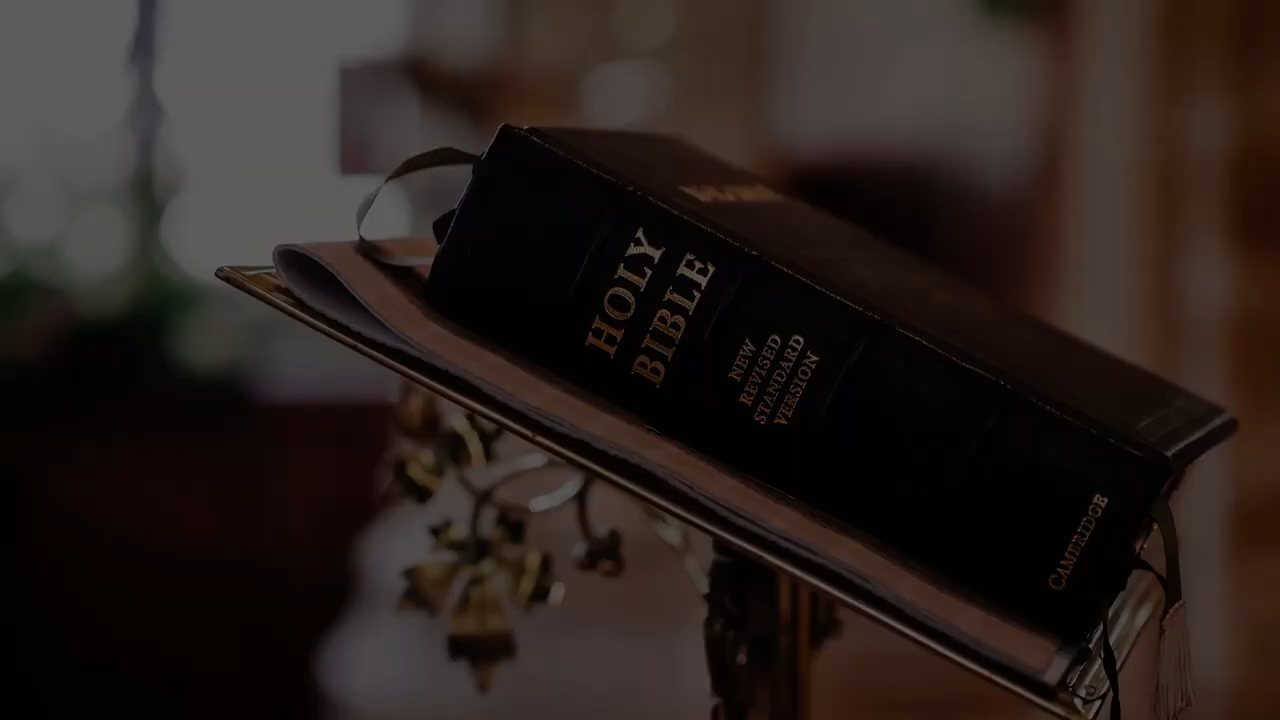 HOLY
BIBLE
NEW
REVISED
STANDARD
VERSION
CAMBRIDGE